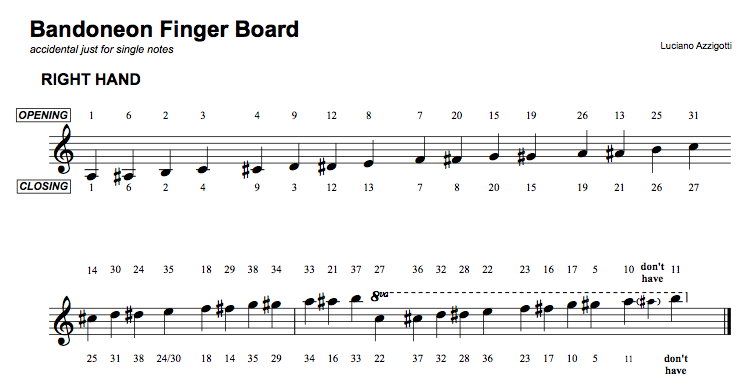 Bandoneon Finger Board
accidental just for single notes
Luciano Azzigotti
RIGHT HAND
OPENING 1 6 2 3 4 9 12 8 7 20 15 19 26 13 25 31
CLOSING 1 6 2 4 9 3 12 13 7 8 20 15 19 21 26 27
14 30 24 35 18 29 38 34 33 21 37 27 36 32 28 22 23 16 17 5 10 don't have 11
8va
25 31 38 24/30 18 14 35 29 34 16 33 22 37 32 28 36 23 17 10 5 11 don't have